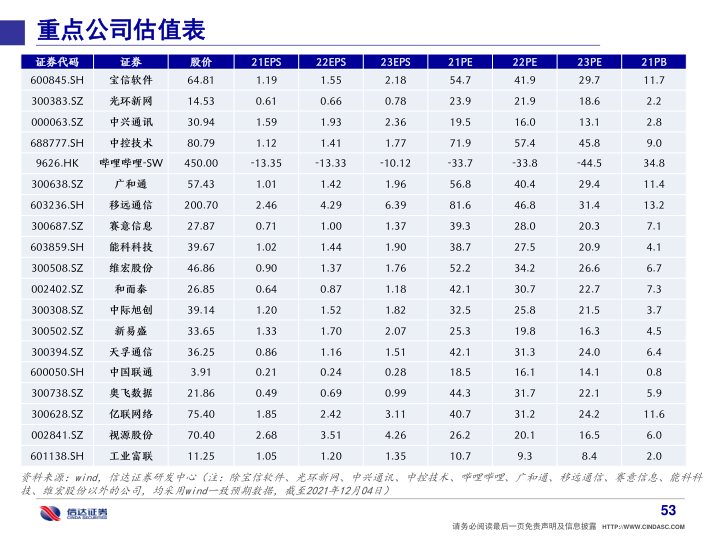 重点公司估值表
证券代码 证券 股价 21EPS 22EPS 23EPS 21PE 22PE 23PE 21PB
600845.SH 宝信软件 64.81 1.19 1.55 2.18 54.7 41.9 29.7 11.7
300383.SZ 光环新网 14.53 0.61 0.66 0.78 23.9 21.9 18.6 2.2
000063.SZ 中兴通讯 30.94 1.59 1.93 2.36 19.5 16.0 13.1 2.8
688777.SH 中控技术 80.79 1.12 1.41 1.77 71.9 57.4 45.8 9.0
9626.HK 哔哩哔哩-SW 450.00 -13.35 -13.33 -10.12 -33.7 -33.8 -44.5 34.8
300638.SZ 广和通 57.43 1.01 1.42 1.96 56.8 40.4 29.4 11.4
603236.SH 移远通信 200.70 2.46 4.29 6.39 81.6 46.8 31.4 13.2
300687.SZ 赛意信息 27.87 0.71 1.00 1.37 39.3 28.0 20.3 7.1
603859.SH 能科科技 39.67 1.02 1.44 1.90 38.7 27.5 20.9 4.1
300508.SZ 维宏股份 46.86 0.90 1.37 1.76 52.2 34.2 26.6 6.7
002402.SZ 和而泰 26.85 0.64 0.87 1.18 42.1 30.7 22.7 7.3
300308.SZ 中际旭创 39.14 1.20 1.52 1.82 32.5 25.8 21.5 3.7
300502.SZ 新易盛 33.65 1.33 1.70 2.07 25.3 19.8 16.3 4.5
300394.SZ 天孚通信 36.25 0.86 1.16 1.51 42.1 31.3 24.0 6.4
600050.SH 中国联通 3.91 0.21 0.24 0.28 18.5 16.1 14.1 0.8
300738.SZ 奥飞数据 21.86 0.49 0.69 0.99 44.3 31.7 22.1 5.9
300628.SZ 亿联网络 75.40 1.85 2.42 3.11 40.7 31.2 24.2 11.6
002841.SZ 视源股份 70.40 2.68 3.51 4.26 26.2 20.1 16.5 6.0
601138.SH 工业富联 11.25 1.05 1.20 1.35 10.7 9.3 8.4 2.0
资料来源：wind, 信达证券研发中心（注：除宝信软件、光环新网、中兴通讯、中控技术、哔哩哔哩、广和通、移远通信、赛意信息、能科科
技、维宏股份以外的公司, 均采用wind一致预期数据, 截至2021年12月04日）
信达证券
CINDA SECURITIES
53
请务必阅读最后一页免责声明及信息披露 HTTP://WWW.CINDASC.COM